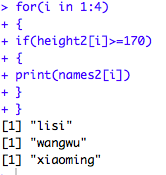 > for(i in 1:4)
+ {
+ if(height2[i]>=170)
+ {
+ print(names2[i])
+ }
+ }
[1] "lisi"
[1] "wangwu"
[1] "xiaoming"